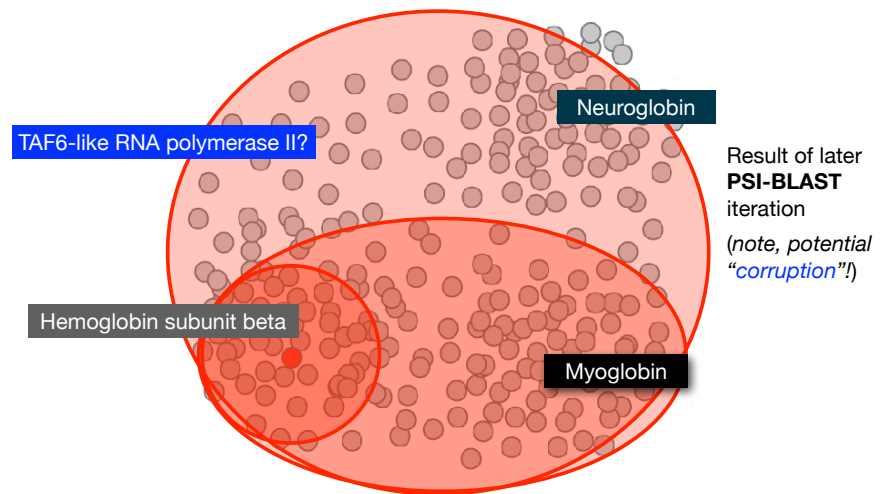 Neuroglobin
TAF6-like RNA polymerase II?
Result of later
PSI-BLAST
iteration
(note, potential
“corruption”!)
Hemoglobin subunit beta
Myoglobin